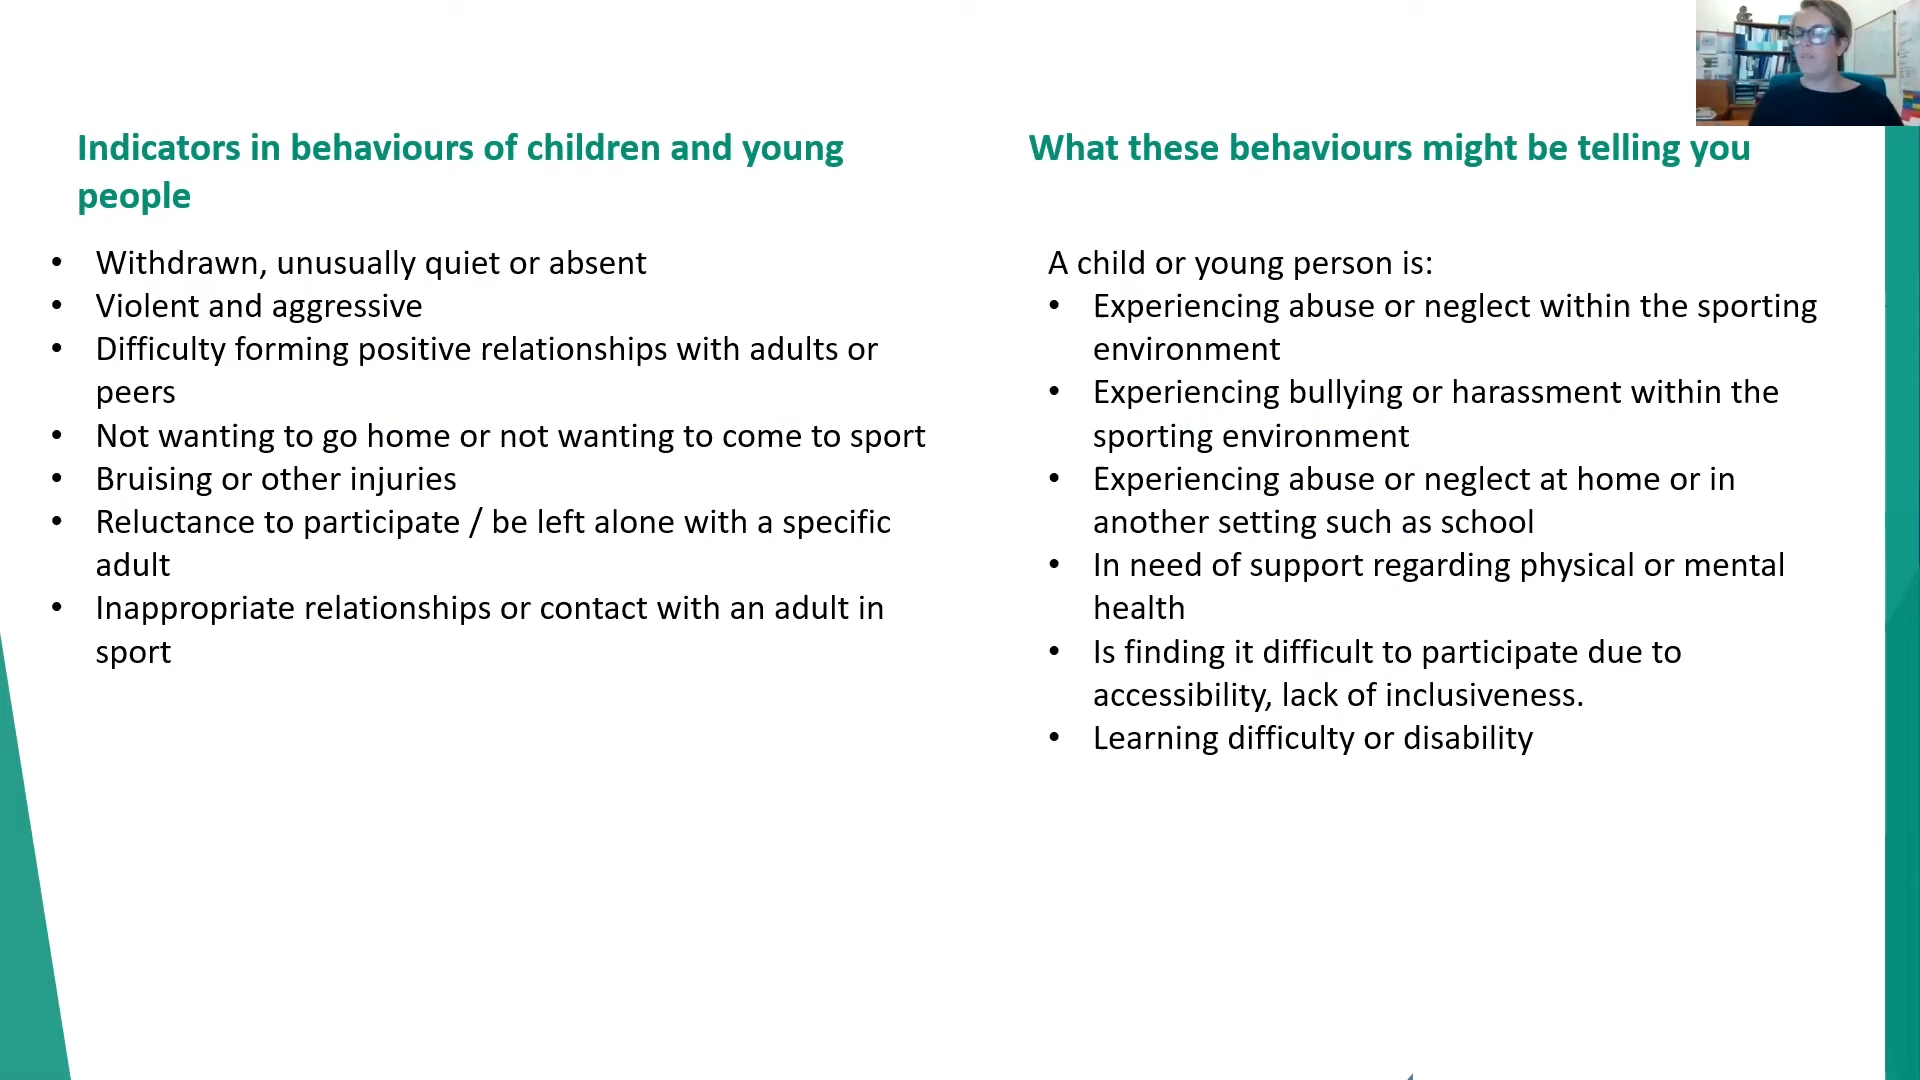 Indicators in behaviours of children and young
people
• Withdrawn, unusually quiet or absent
• Violent and aggressive
• Difficulty forming positive relationships with adults or
peers
• Not wanting to go home or not wanting to come to sport
• Bruising or other injuries
• Reluctance to participate / be left alone with a specific
adult
• Inappropriate relationships or contact with an adult in
sport
What these behaviours might be telling you
A child or young person is:
• Experiencing abuse or neglect within the sporting
environment
• Experiencing bullying or harassment within the
sporting environment
• Experiencing abuse or neglect at home or in
another setting such as school
• In need of support regarding physical or mental
health
• Is finding it difficult to participate due to
accessibility, lack of inclusiveness.
• Learning difficulty or disability